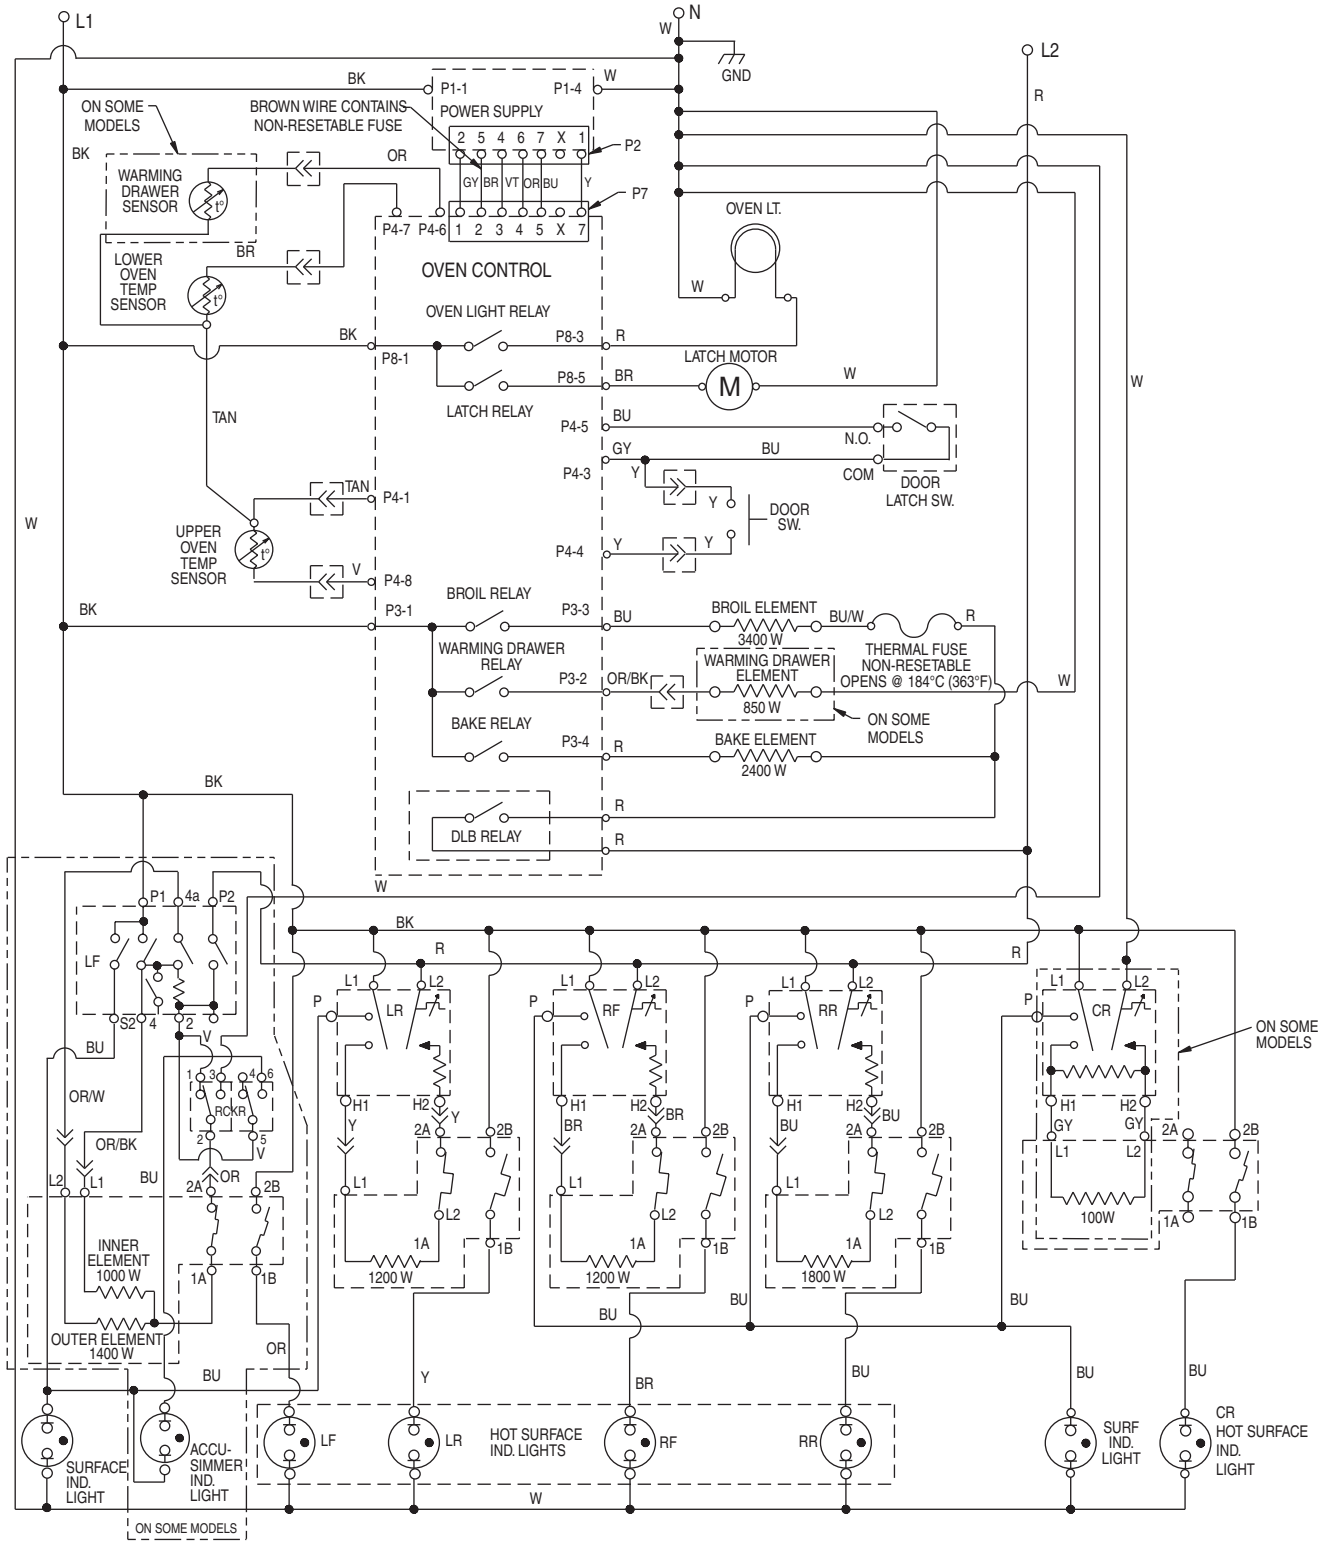 L1
N
W
L2
GND
BK
P1-1
P1-4
W
R
ON SOME
MODELS
BROWN WIRE CONTAINS
NON-RESETABLE FUSE
POWER SUPPLY
2 5 4 6 7 X 1
P2
BK
OR
WARMING
DRAWER
SENSOR
t°
GY BR VT OR BU Y
P7
P4-7 P4-6 1 2 3 4 5 X 7
OVEN LT.
BR
LOWER
OVEN
TEMP
SENSOR
t°
OVEN CONTROL
W
OVEN LIGHT RELAY
BK
P8-1
P8-3
R
LATCH MOTOR
P8-5
BR
M
W
W
LATCH RELAY
TAN
P4-5
BU
N.O.
GY
BU
P4-3
Y
COM
DOOR
LATCH SW.
TAN
P4-1
Y
DOOR
SW.
W
UPPER
OVEN
TEMP
SENSOR
t°
P4-4
Y
Y
V
P4-8
BROIL RELAY
BK
P3-1
P3-3
BU
BROIL ELEMENT
3400 W
BU/W
R
THERMAL FUSE
NON-RESETABLE
OPENS @ 184°C (363°F)
WARMING DRAWER
RELAY
P3-2
OR/BK
WARMING DRAWER
ELEMENT
850 W
W
ON SOME
MODELS
BAKE RELAY
P3-4
R
BAKE ELEMENT
2400 W
BK
R
DLB RELAY
R
W
P1
4a
P2
BK
R
R
LF
S2
4
2
V
BU
L1
L2
P
LR
L1
L2
P
RF
L1
L2
P
RR
L1
L2
P
CR
ON SOME
MODELS
1 3 4 6
RCKR
2
5
V
OR/W
OR/BK
BU
OR
H1
H2
Y
Y
H1
H2
BR
BR
H1
H2
BU
BU
H1
H2
GY
GY
2A
2B
2A
2B
2A
2B
2A
2B
L2
L1
2A
2B
L1
L2
L1
L2
L1
L2
L1
L2
100W
1A
1B
1A
1B
1A
1B
1A
1B
INNER
ELEMENT
1000 W
1A
1B
1200 W
1200 W
1800 W
OUTER ELEMENT
1400 W
OR
BU
BU
BU
BU
Y
BR
BU
BU
BU
SURFACE
IND.
LIGHT
ACCU-
SIMMER
IND.
LIGHT
LF
LR
HOT SURFACE
IND. LIGHTS
RF
RR
SURF
IND.
LIGHT
CR
HOT SURFACE
IND.
LIGHT
W
ON SOME MODELS